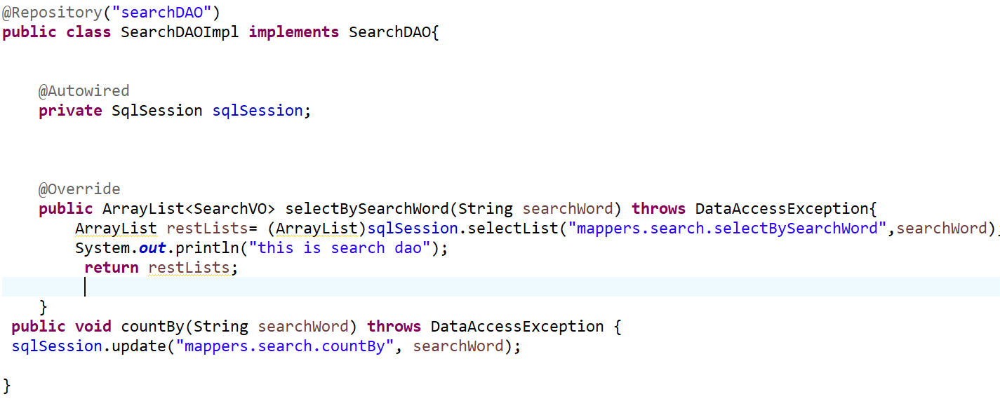 @Repository("searchDAO")
public class SearchDAOImpl implements SearchDAO{
@Autowired
private SqlSession sqlSession;
@Override
public ArrayList<SearchVO> selectBySearchWord(String searchWord) throws DataAccessException{
ArrayList restLists= (ArrayList)sqlSession.selectList("mappers.search.selectBySearchWord",searchWord);
System.out.println("this is search dao");
return restLists;
}
public void countBy(String searchWord) throws DataAccessException {
sqlSession.update("mappers.search.countBy", searchWord);
}